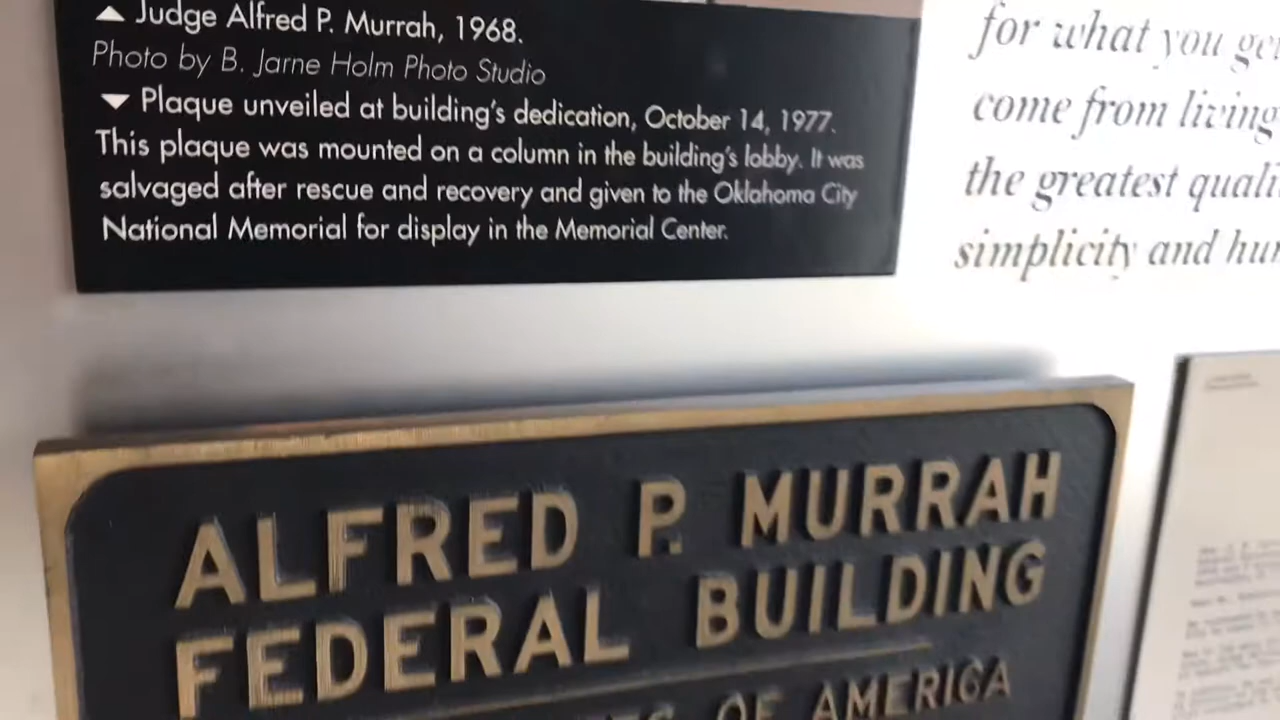 ▲ Judge Alfred P. Murrah, 1968.
Photo by B. Jarne Holm Photo Studio
▼ Plaque unveiled at building's dedication, October 14, 1977.
This plaque was mounted on a column in the building's lobby. It was
salvaged after rescue and recovery and given to the Oklahoma City
National Memorial for display in the Memorial Center.
for what you
come from living
the greatest
simplicity and
ALFRED P. MURRAH
FEDERAL BUILDING
OF AMERICA